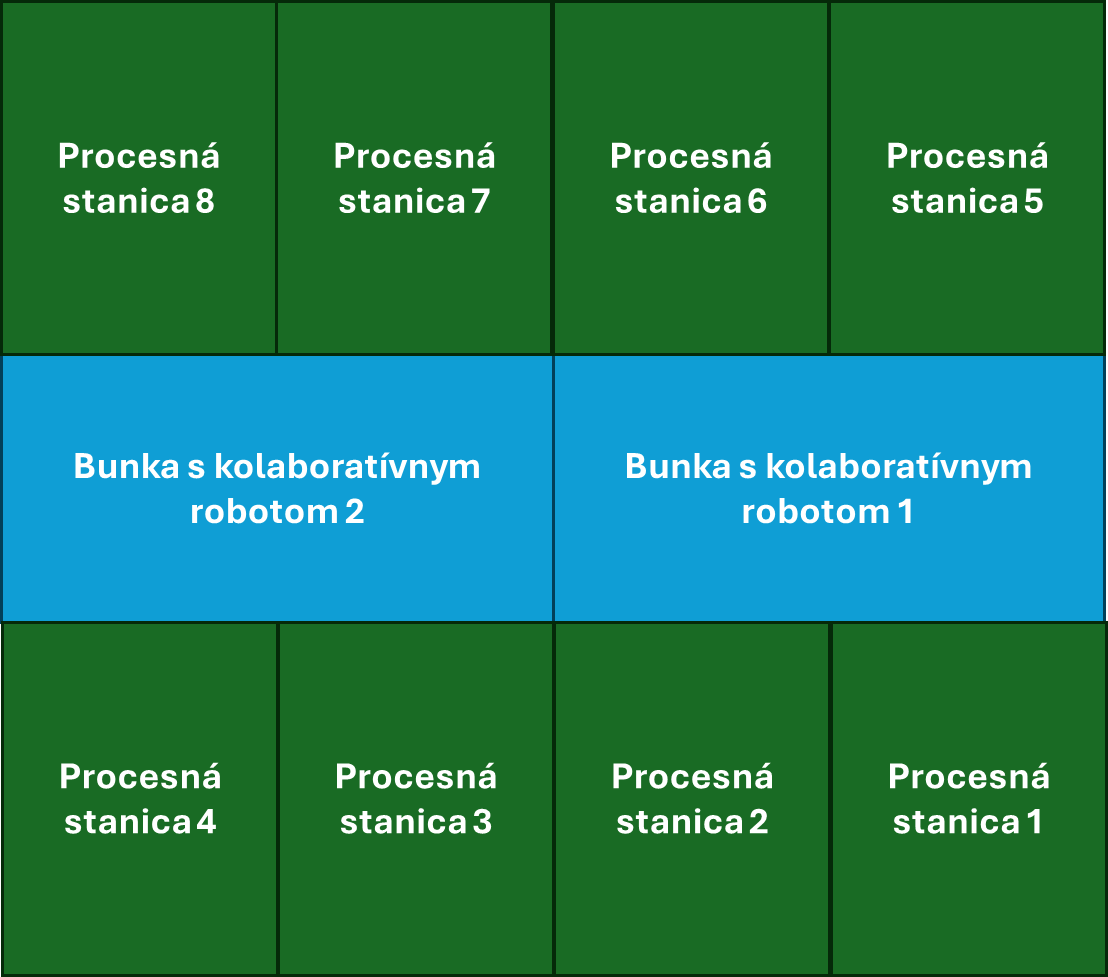 Procesná
stanica 8
Procesná
stanica 7
Procesná
stanica 6
Procesná
stanica 5
Bunka s kolaboratívnym
robotom 2
Bunka s kolaboratívnym
robotom 1
Procesná
stanica 4
Procesná
stanica 3
Procesná
stanica 2
Procesná
stanica 1